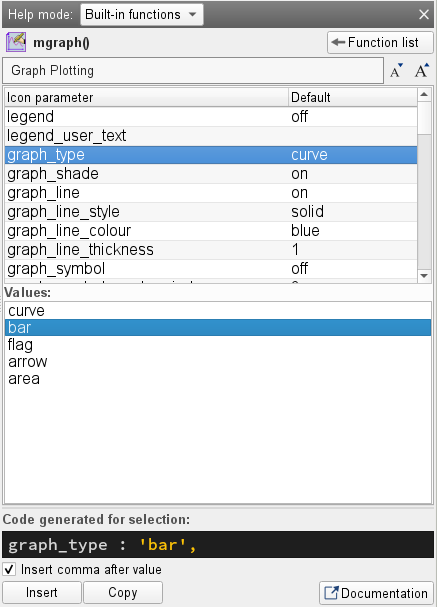 Help mode: Built-in functions
mgraph()
Function list
Graph Plotting
A A
Icon parameter Default
legend off
legend_user_text
graph_type curve
graph_shade on
graph_line on
graph_line_style solid
graph_line_colour blue
graph_line_thickness 1
graph_symbol off
Values:
curve
bar
flag
arrow
area
Code generated for selection:
graph_type : 'bar',
Insert comma after value
Insert Copy Documentation